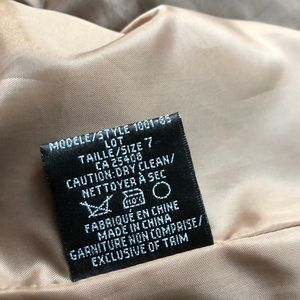 MODELE/STYLE 1001-85
LOT
TAILLE/SIZE 7
CA 25408
CAUTION: DRY CLEAN/
NETTOYER À SEC
110°
FABRIQUÉ EN CHINE
MADE IN CHINA
GARNITURE NON COMPRISE/
EXCLUSIVE OF TRIM